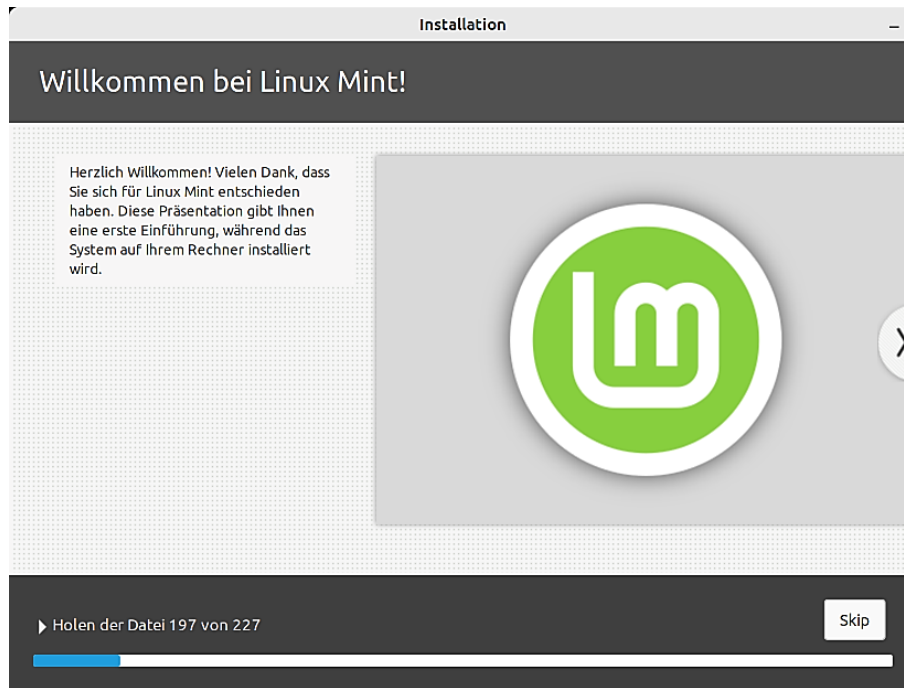 Installation
Willkommen bei Linux Mint!
Herzlich Willkommen! Vielen Dank, dass
Sie sich für Linux Mint entschieden
haben. Diese Präsentation gibt Ihnen
eine erste Einführung, während das
System auf Ihrem Rechner installiert
wird.
lm
Holen der Datei 197 von 227
Skip